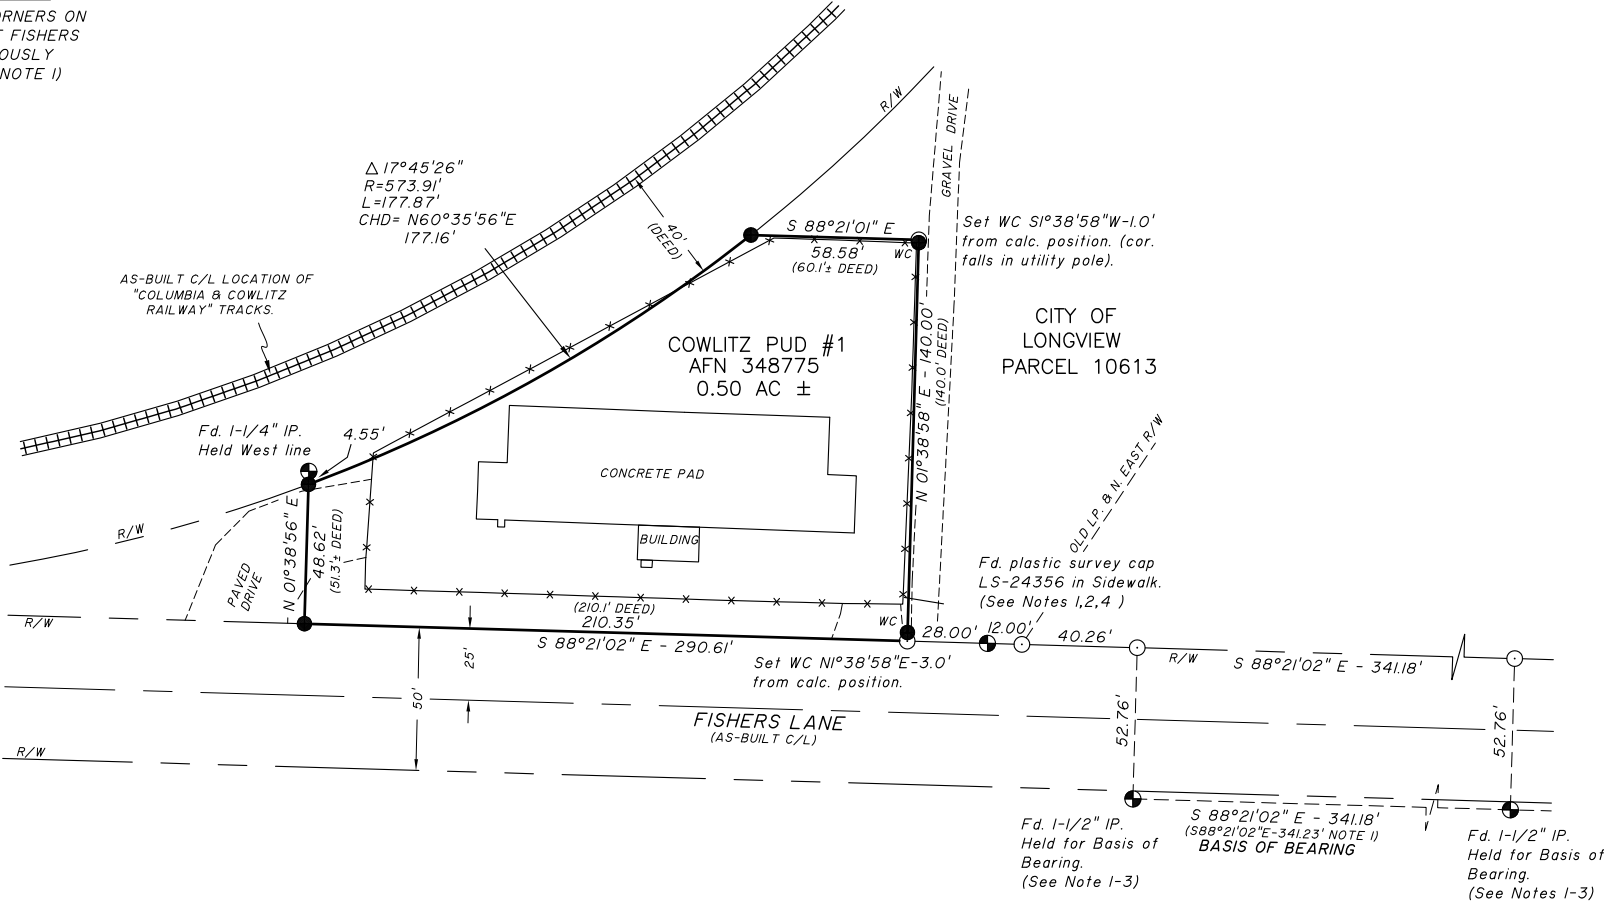 ORNERS ON
T FISHERS
OUSLY
NOTE 1)
△ 17°45'26"
R=573.91'
L=177.87'
CHD= N60°35'56"E
177.16'
AS-BUILT C/L LOCATION OF
"COLUMBIA & COWLITZ
RAILWAY" TRACKS.
40'
(DEED)
R/W
GRAVEL DRIVE
S 88°21'01" E
58.58'
(60.1'± DEED)
WC
Set WC S1°38'58"W-1.0'
from calc. position. (cor.
falls in utility pole).
CITY OF
LONGVIEW
PARCEL 10613
COWLITZ PUD #1
AFN 348775
0.50 AC ±
N 01°38'58" E - 140.00'
(140.0' DEED)
Fd. 1-1/4" IP.
Held West line
4.55'
CONCRETE PAD
BUILDING
R/W
N 01°38'56" E
48.62'
(51.3'± DEED)
PAVED
DRIVE
OLD LP. & N. EAST R/W
Fd. plastic survey cap
LS-24356 in Sidewalk.
(See Notes 1,2,4 )
R/W
(210.1' DEED)
210.35'
S 88°21'02" E - 290.61'
WC
28.00'
12.00'
40.26'
R/W
S 88°21'02" E - 341.18'
25'
50'
Set WC N1°38'58"E-3.0'
from calc. position.
FISHERS LANE
(AS-BUILT C/L)
52.76'
52.76'
R/W
Fd. 1-1/2" IP.
Held for Basis of
Bearing.
(See Note 1-3)
S 88°21'02" E - 341.18'
(S88°21'02"E-341.23' NOTE 1)
BASIS OF BEARING
Fd. 1-1/2" IP.
Held for Basis of
Bearing.
(See Notes 1-3)